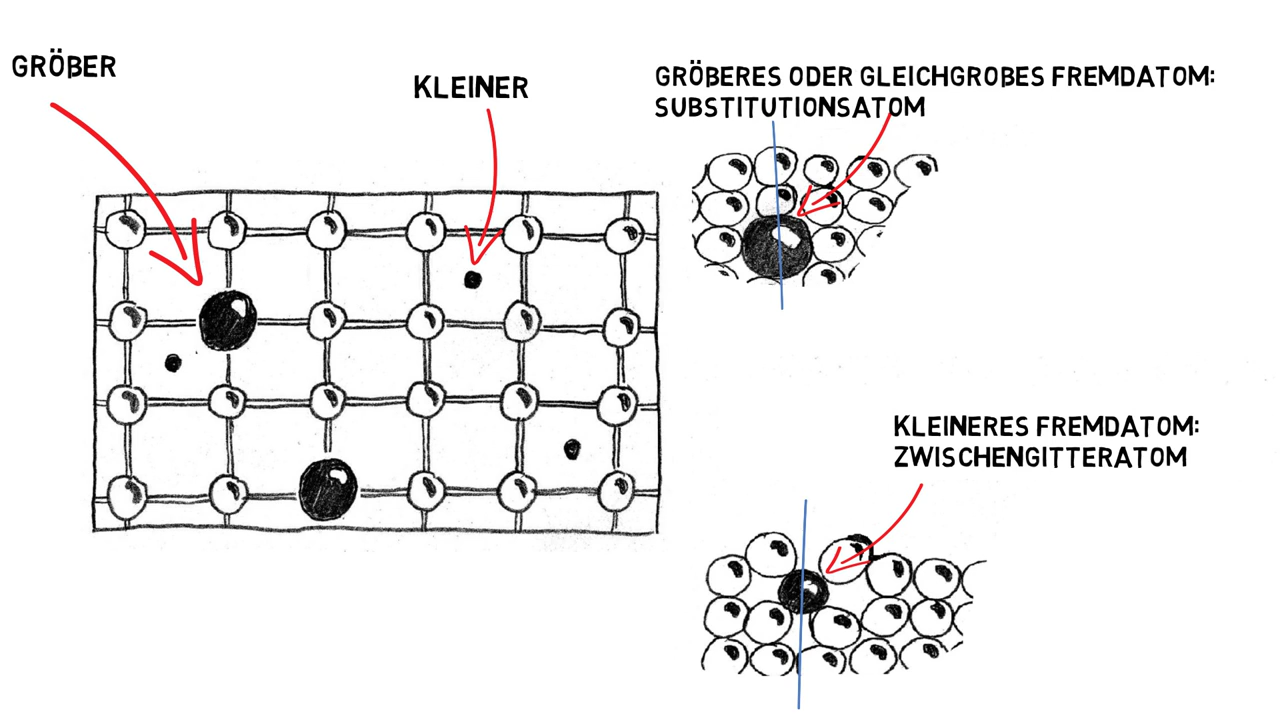 GRÖBER
KLEINER
GRÖBERES ODER GLEICHGROBES FREMDATOM:
SUBSTITUTIONSATOM
KLEINERES FREMDATOM:
ZWISCHENGITTERATOM